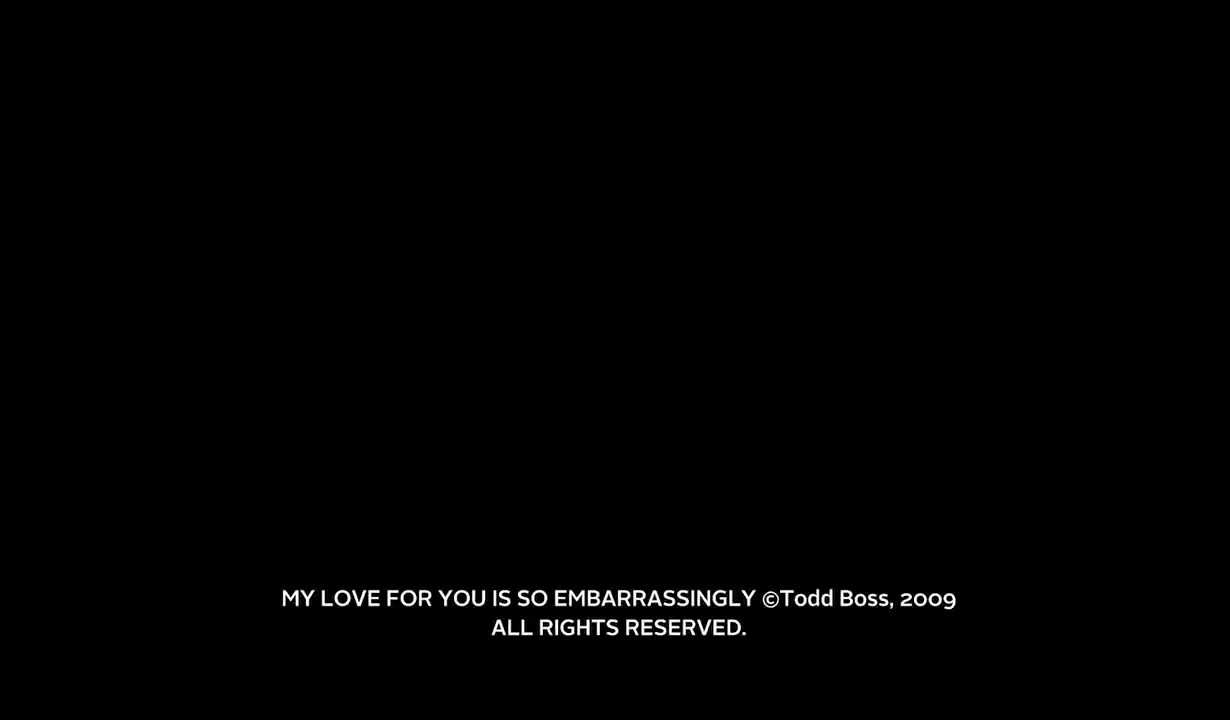 MY LOVE FOR YOU IS SO EMBARRASSINGLY ©Todd Boss, 2009
ALL RIGHTS RESERVED.